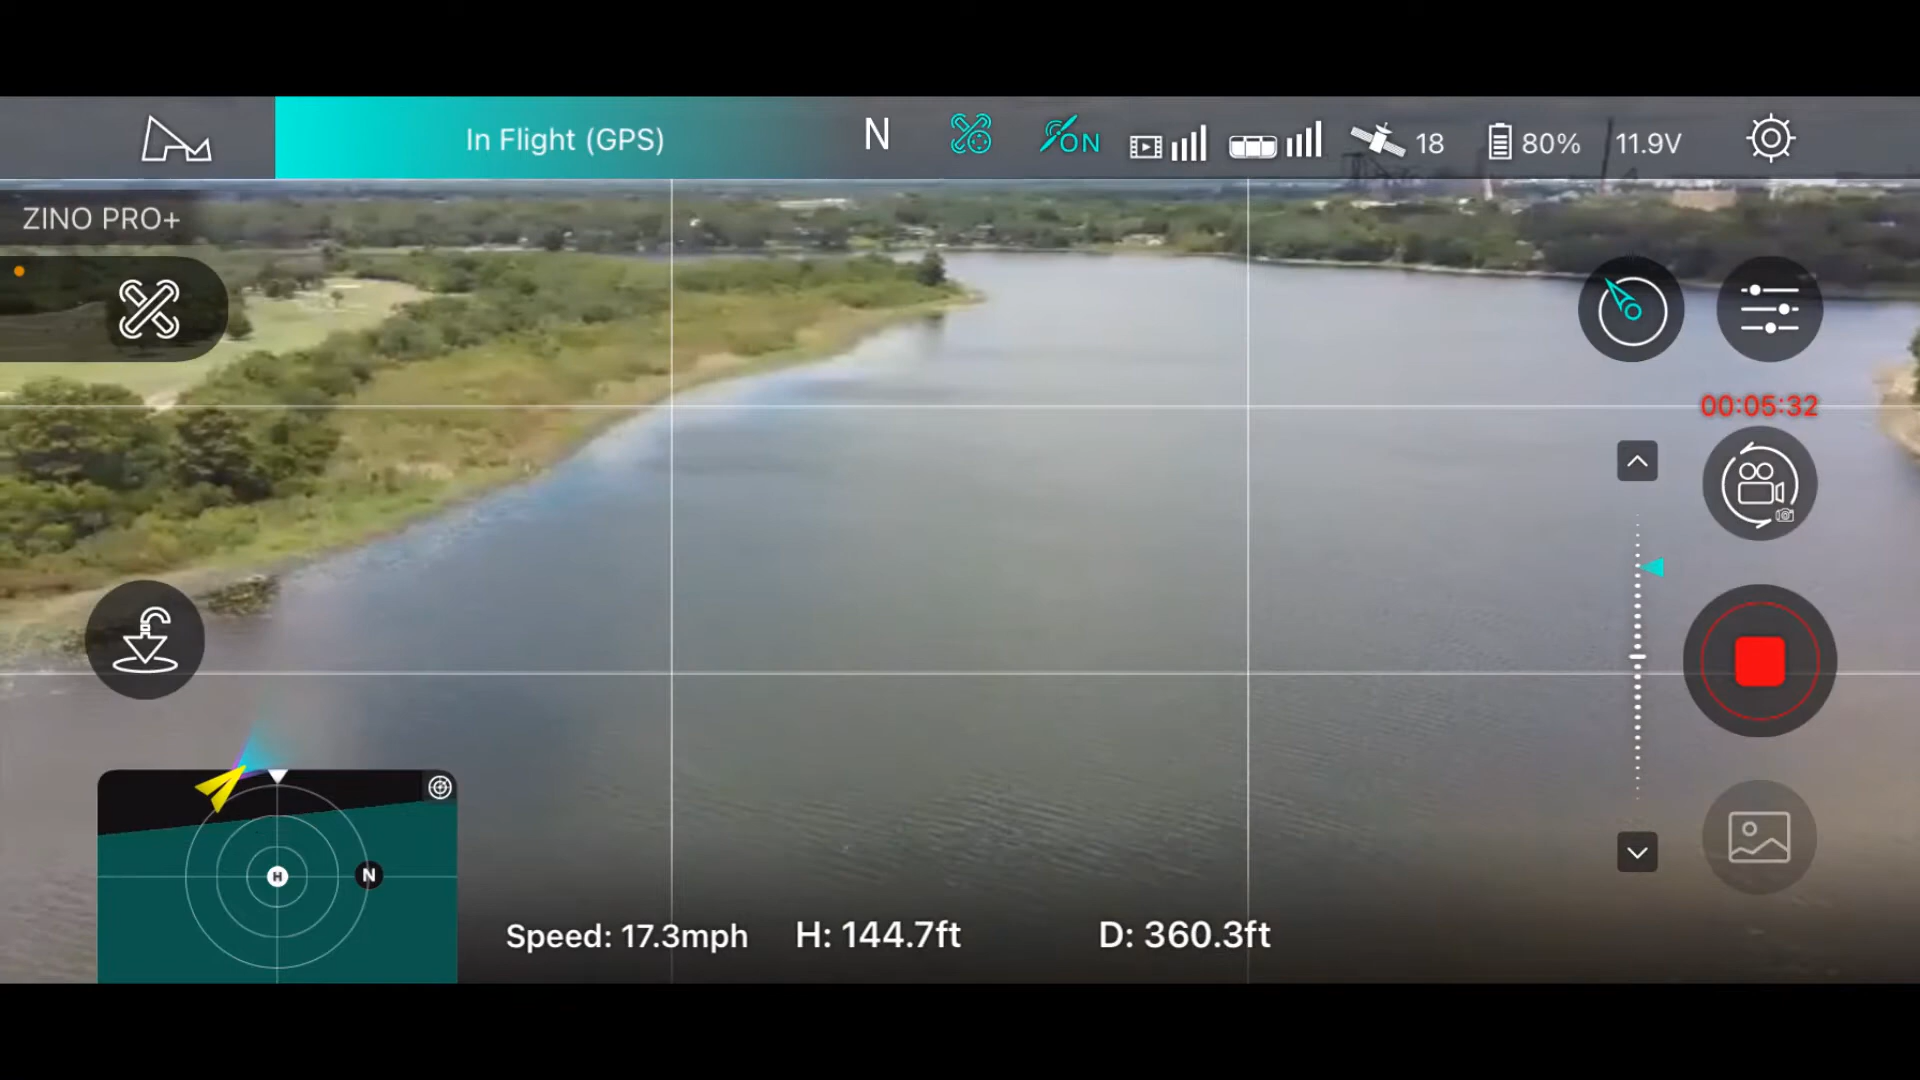 In Flight (GPS)
N
ON
18
80%
11.9V
ZINO PRO+
00:05:32
H
N
Speed: 17.3mph
H: 144.7ft
D: 360.3ft